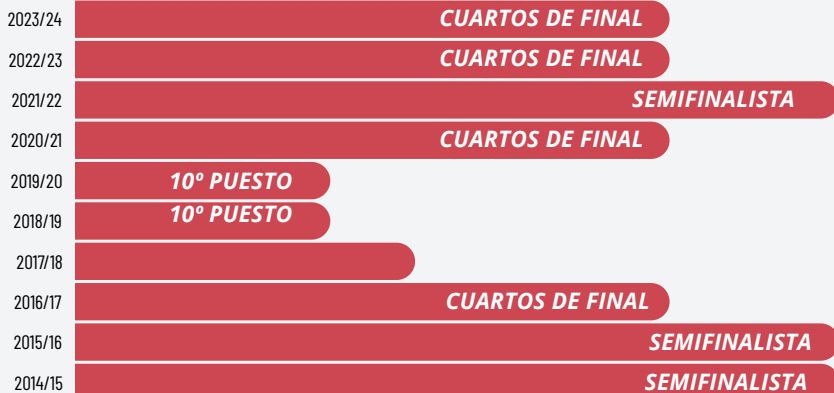 2023/24 CUARTOS DE FINAL
2022/23 CUARTOS DE FINAL
2021/22 SEMIFINALISTA
2020/21 CUARTOS DE FINAL
2019/20 10º PUESTO
2018/19 10º PUESTO
2017/18
2016/17 CUARTOS DE FINAL
2015/16 SEMIFINALISTA
2014/15 SEMIFINALISTA